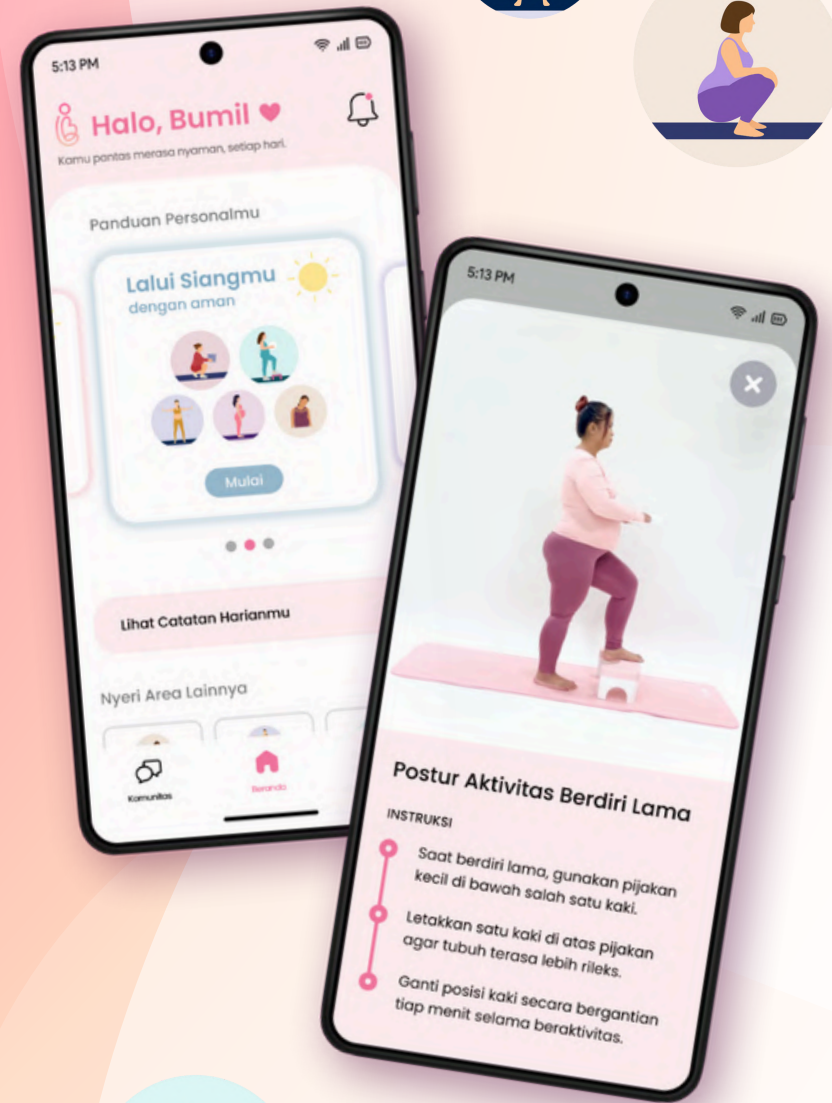 5:13 PM
Halo, Bumil
Kamu pantas merasa nyaman, setiap hari.
Panduan Personalmu
Lalui Siangmu
dengan aman
Mulai
Lihat Catatan Harianmu
Nyeri Area Lainnya
Komunitas
Beranda
5:13 PM
Postur Aktivitas Berdiri Lama
INSTRUKSI
Saat berdiri lama, gunakan pijakan
kecil di bawah salah satu kaki.
Letakkan satu kaki di atas pijakan
agar tubuh terasa lebih rileks.
Ganti posisi kaki secara bergantian
tiap menit selama beraktivitas.